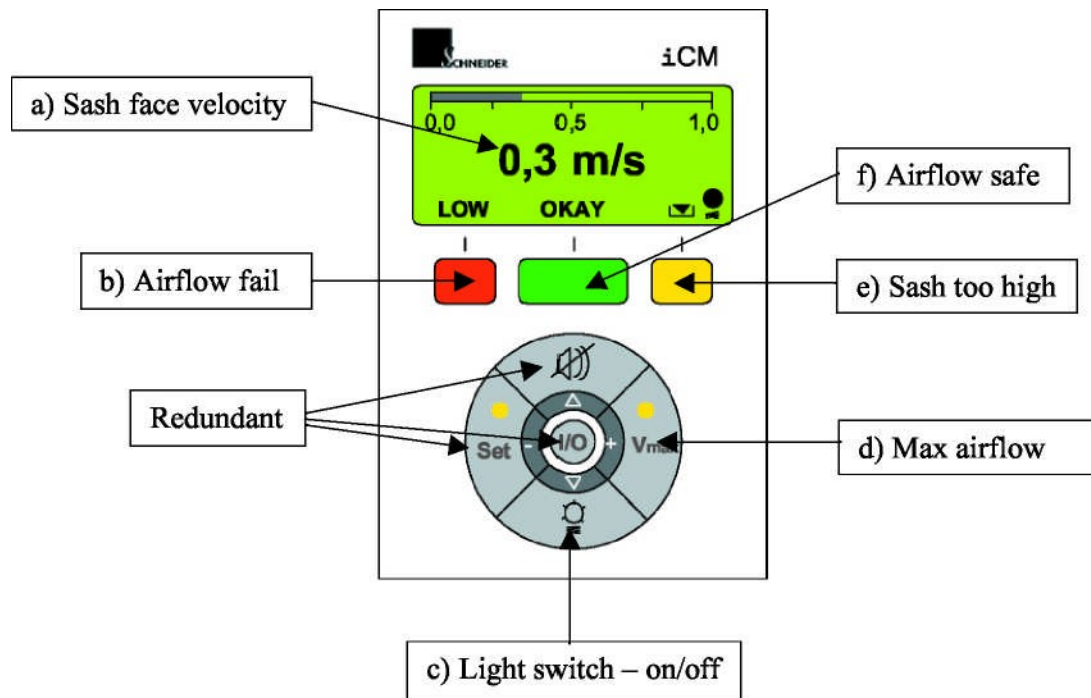 SCHNEIDER
iCM
a) Sash face velocity
0,0 0,5 1,0
0,3 m/s
f) Airflow safe
LOW OKAY
b) Airflow fail
e) Sash too high
Redundant
Set - I/O + Vmax
d) Max airflow
c) Light switch – on/off